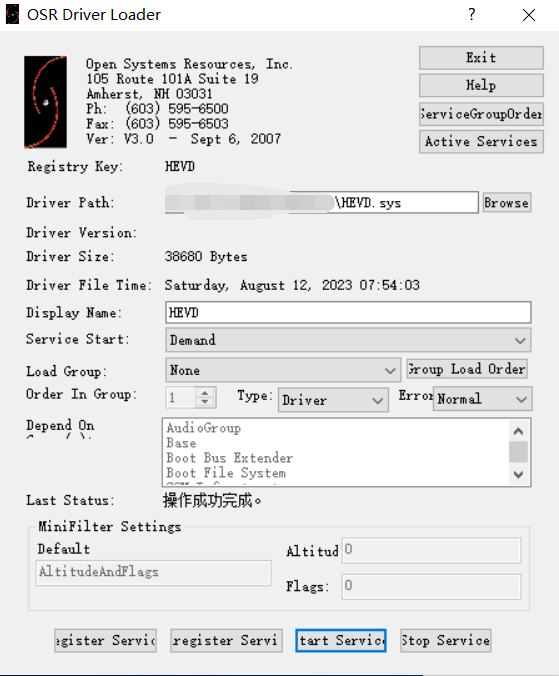 OSR Driver Loader
Open Systems Resources, Inc.
105 Route 101A Suite 19
Amherst, NH 03031
Ph: (603) 595-6500
Fax: (603) 595-6503
Ver: V3.0 - Sept 6, 2007
Exit
Help
ServiceGroupOrder
Active Services
Registry Key: HEVD
Driver Path: \HEVD.sys Browse
Driver Version:
Driver Size: 38680 Bytes
Driver File Time: Saturday, August 12, 2023 07:54:03
Display Name: HEVD
Service Start: Demand
Load Group: None Group Load Order
Order In Group: 1 Type: Driver Error Normal
Depend On
AudioGroup
Base
Boot Bus Extender
Boot File System
Last Status: 操作成功完成。
MiniFilter Settings
Default
AltitudeAndFlags
Altitud 0
Flags: 0
egister Servic register Servi tart Servic Stop Service